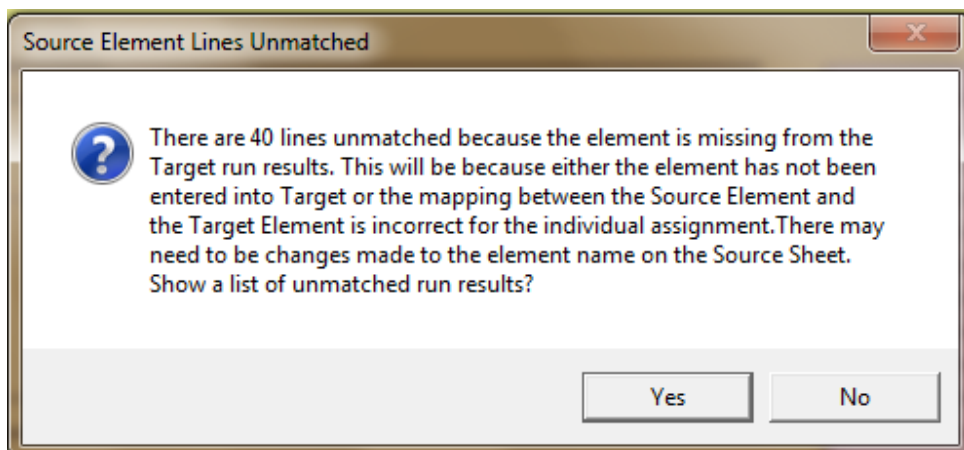 Source Element Lines Unmatched
There are 40 lines unmatched because the element is missing from the
Target run results. This will be because either the element has not been
entered into Target or the mapping between the Source Element and
the Target Element is incorrect for the individual assignment.There may
need to be changes made to the element name on the Source Sheet.
Show a list of unmatched run results?
Yes
No